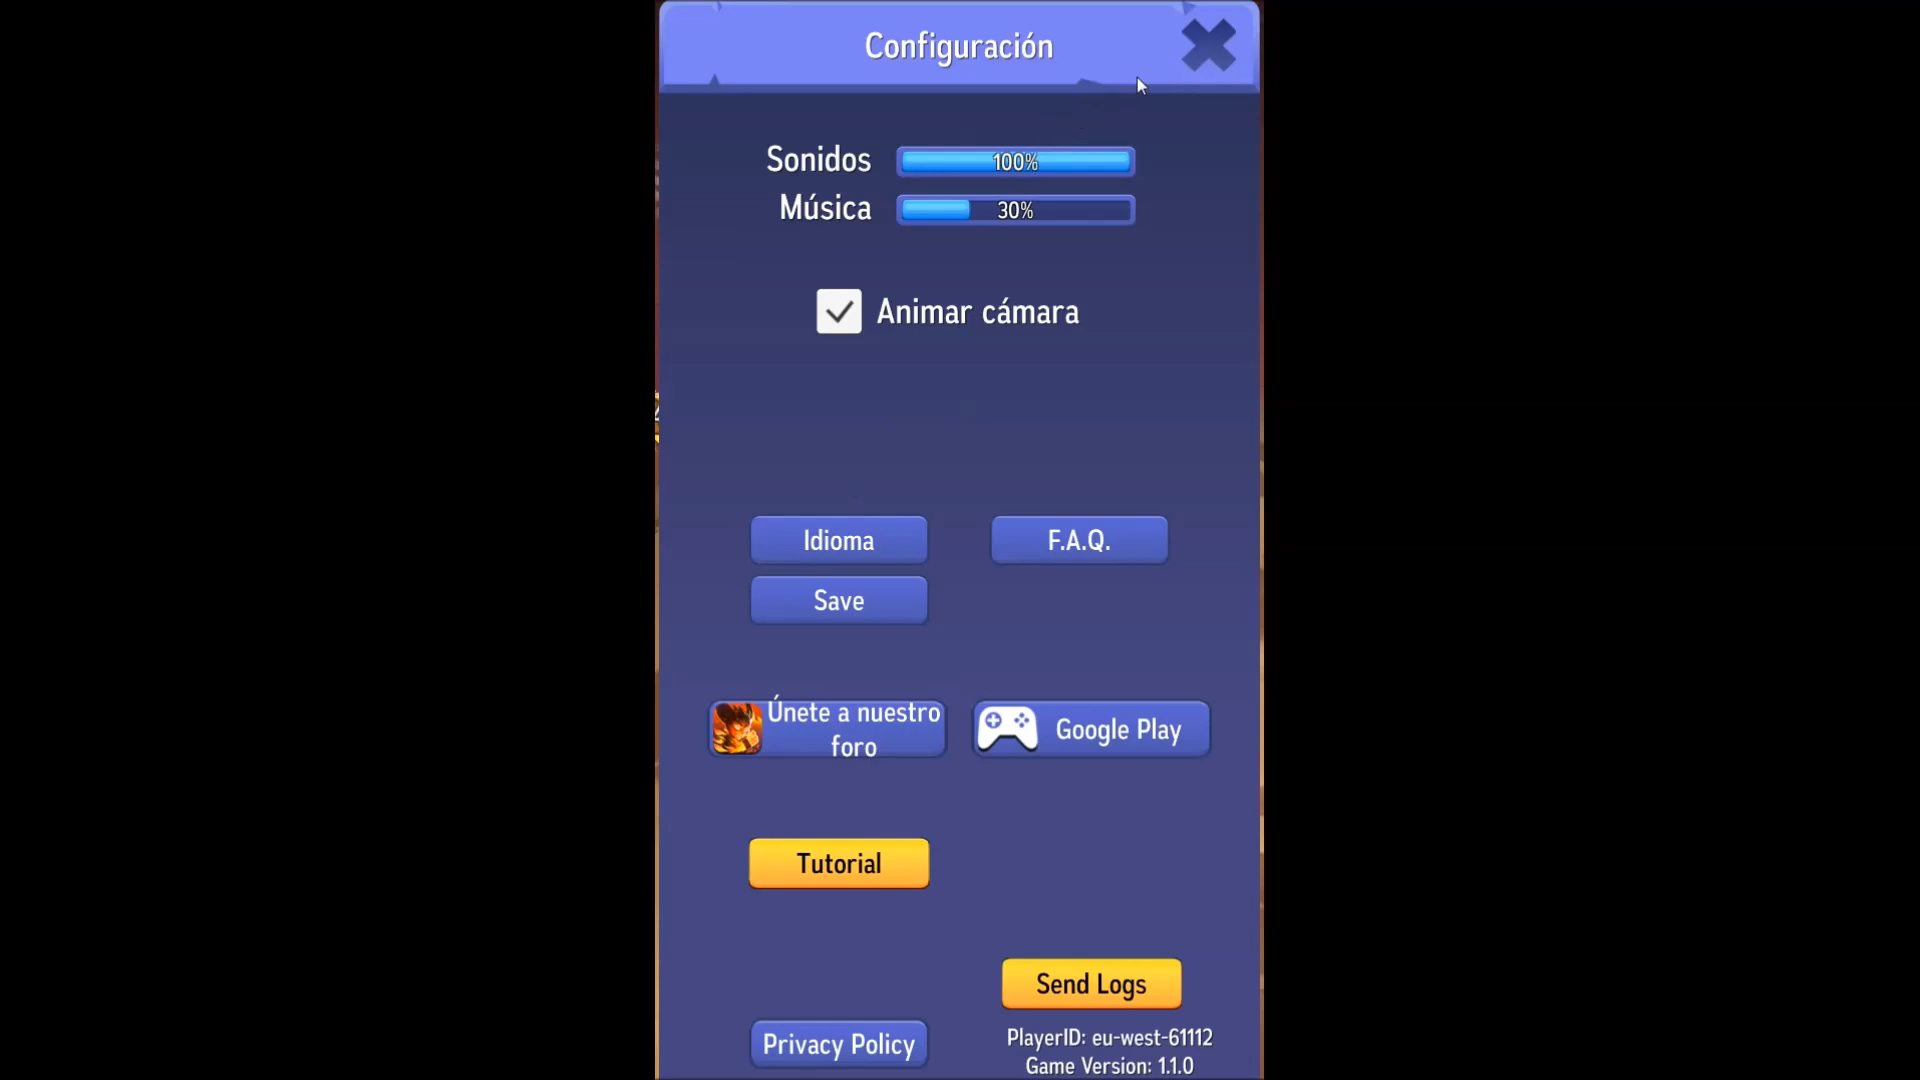 Configuración
Sonidos 100%
Música 30%
Animar cámara
Idioma F.A.Q.
Save
Únete a nuestro
foro
Google Play
Tutorial
Send Logs
Privacy Policy
PlayerID: eu-west-61112
Game Version: 1.1.0